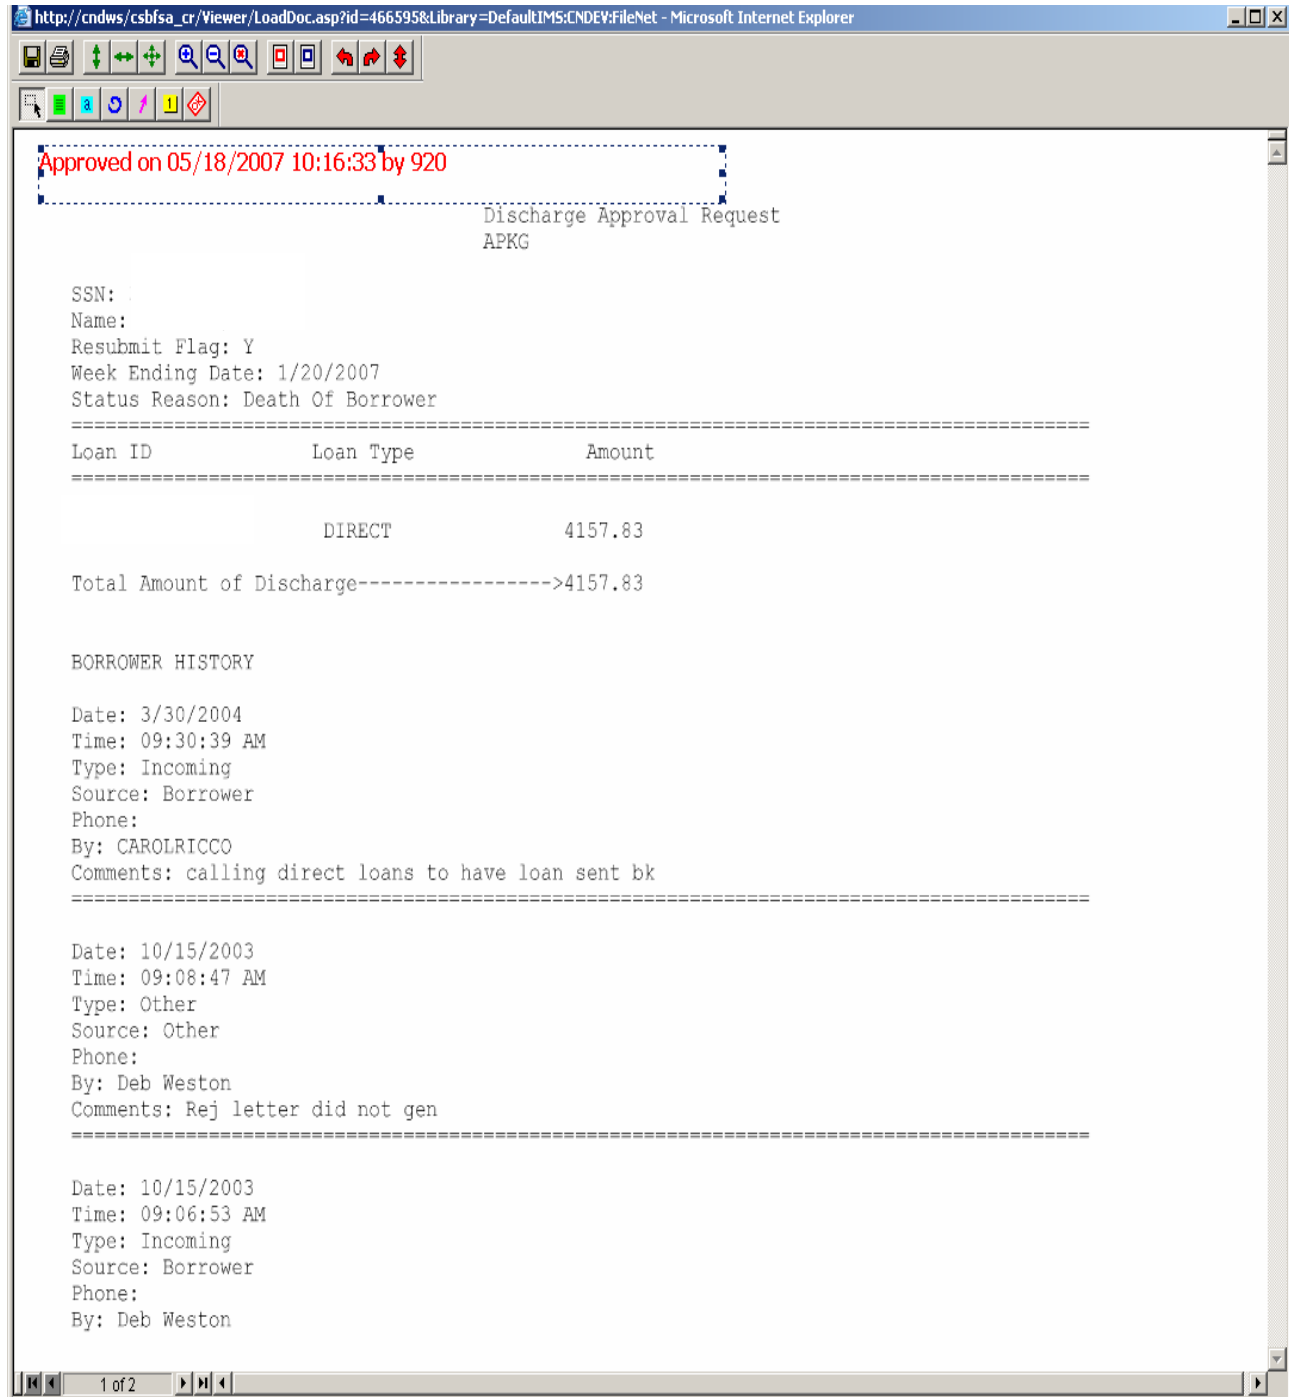 http://cndws/csbfsa_cr/Viewer/LoadDoc.asp?id=466595&Library=DefaultIMS:CNDEV:FileNet - Microsoft Internet Explorer
a
1
Approved on 05/18/2007 10:16:33 by 920
Discharge Approval Request
APKG
SSN:
Name:
Resubmit Flag: Y
Week Ending Date: 1/20/2007
Status Reason: Death Of Borrower
=========================================================================================
Loan ID Loan Type Amount
=========================================================================================
DIRECT 4157.83
Total Amount of Discharge----------------->4157.83
BORROWER HISTORY
Date: 3/30/2004
Time: 09:30:39 AM
Type: Incoming
Source: Borrower
Phone:
By: CAROLRICCO
Comments: calling direct loans to have loan sent bk
=========================================================================================
Date: 10/15/2003
Time: 09:08:47 AM
Type: Other
Source: Other
Phone:
By: Deb Weston
Comments: Rej letter did not gen
=========================================================================================
Date: 10/15/2003
Time: 09:06:53 AM
Type: Incoming
Source: Borrower
Phone:
By: Deb Weston
1 of 2